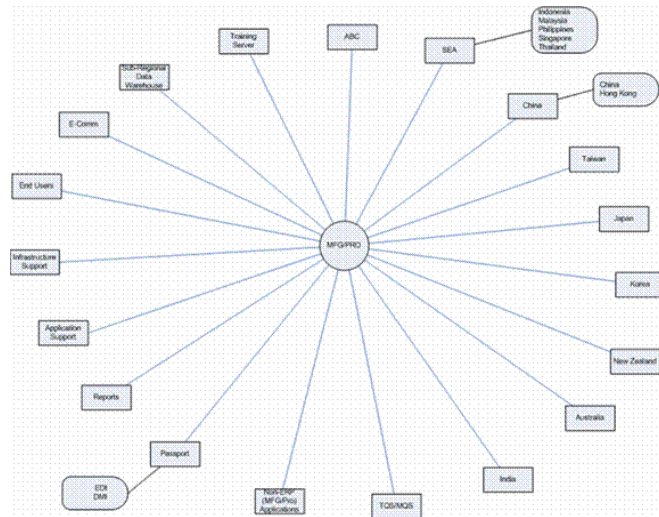 Indonesia
Malaysia
Philippines
Singapore
Thailand
ABC
Training
Server
SEA
Sub-Regional
Data
Warehouse
China
China
Hong Kong
E-Comm
Taiwan
End Users
Japan
MFG/PRO
Infrastructure
Support
Korea
Application
Support
New Zealand
Reports
Australia
Passport
India
EDI
DMI
Non-ERP
(MFG/Pro)
Applications
TQS/MQS